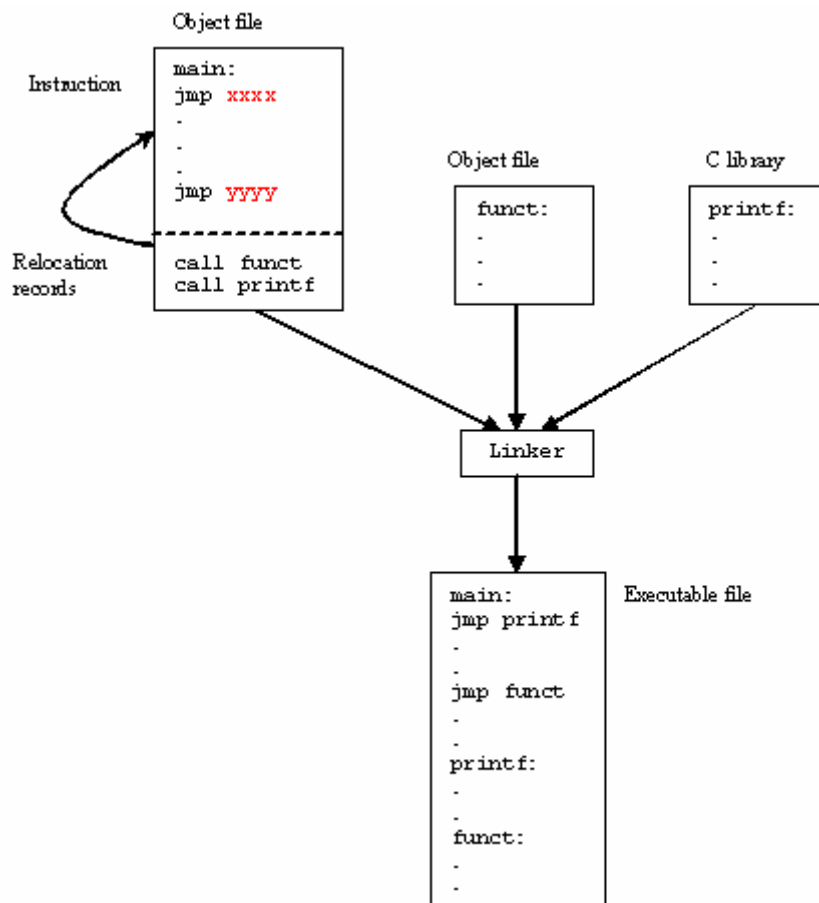 Object file
Instruction
main:
jmp xxxx
.
.
.
jmp yyyy
Relocation
records
call funct
call printf
Object file
funct:
.
.
.
C library
printf:
.
.
.
Linker
Executable file
main:
jmp printf
.
.
jmp funct
.
.
printf:
.
.
funct:
.
.